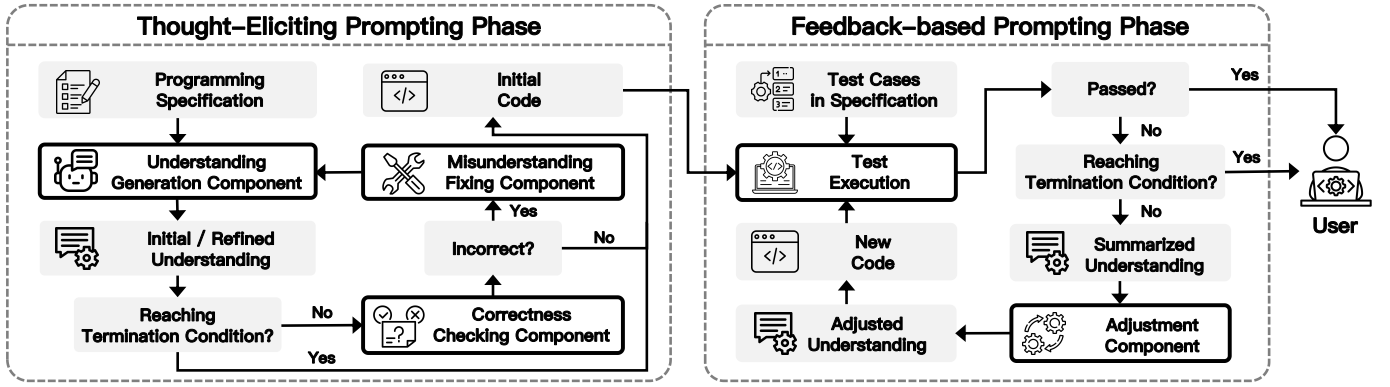 Thought-Eliciting Prompting Phase
Programming
Specification
Initial
Code
Understanding
Generation Component
Misunderstanding
Fixing Component
Yes
Initial / Refined
Understanding
Incorrect?
No
Reaching
Termination Condition?
No
Correctness
Checking Component
Yes
Feedback-based Prompting Phase
Test Cases
in Specification
Passed?
Yes
No
Test
Execution
Reaching
Termination Condition?
Yes
No
User
New
Code
Summarized
Understanding
Adjusted
Understanding
Adjustment
Component